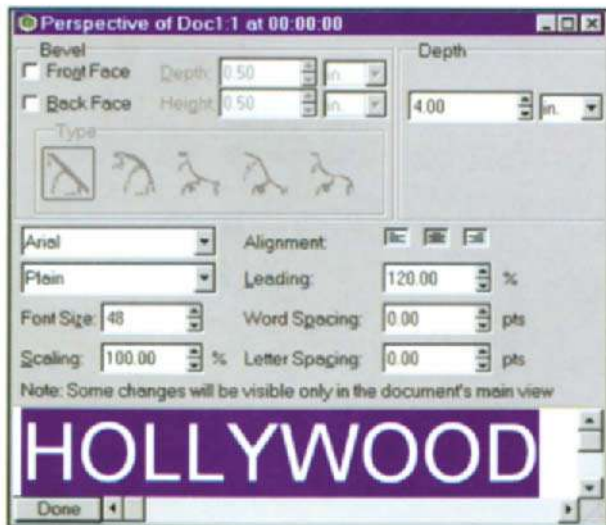 Perspective of Doc1:1 at 00:00:00
Bevel
Front Face Depth: 0.50 in.
Back Face Height: 0.50 in.
Type
Depth
4.00 in.
Arial Alignment:
Plain Leading: 120.00 %
Font Size: 48 Word Spacing: 0.00 pts
Scaling: 100.00 % Letter Spacing: 0.00 pts
Note: Some changes will be visible only in the document's main view
HOLLYWOOD
Done